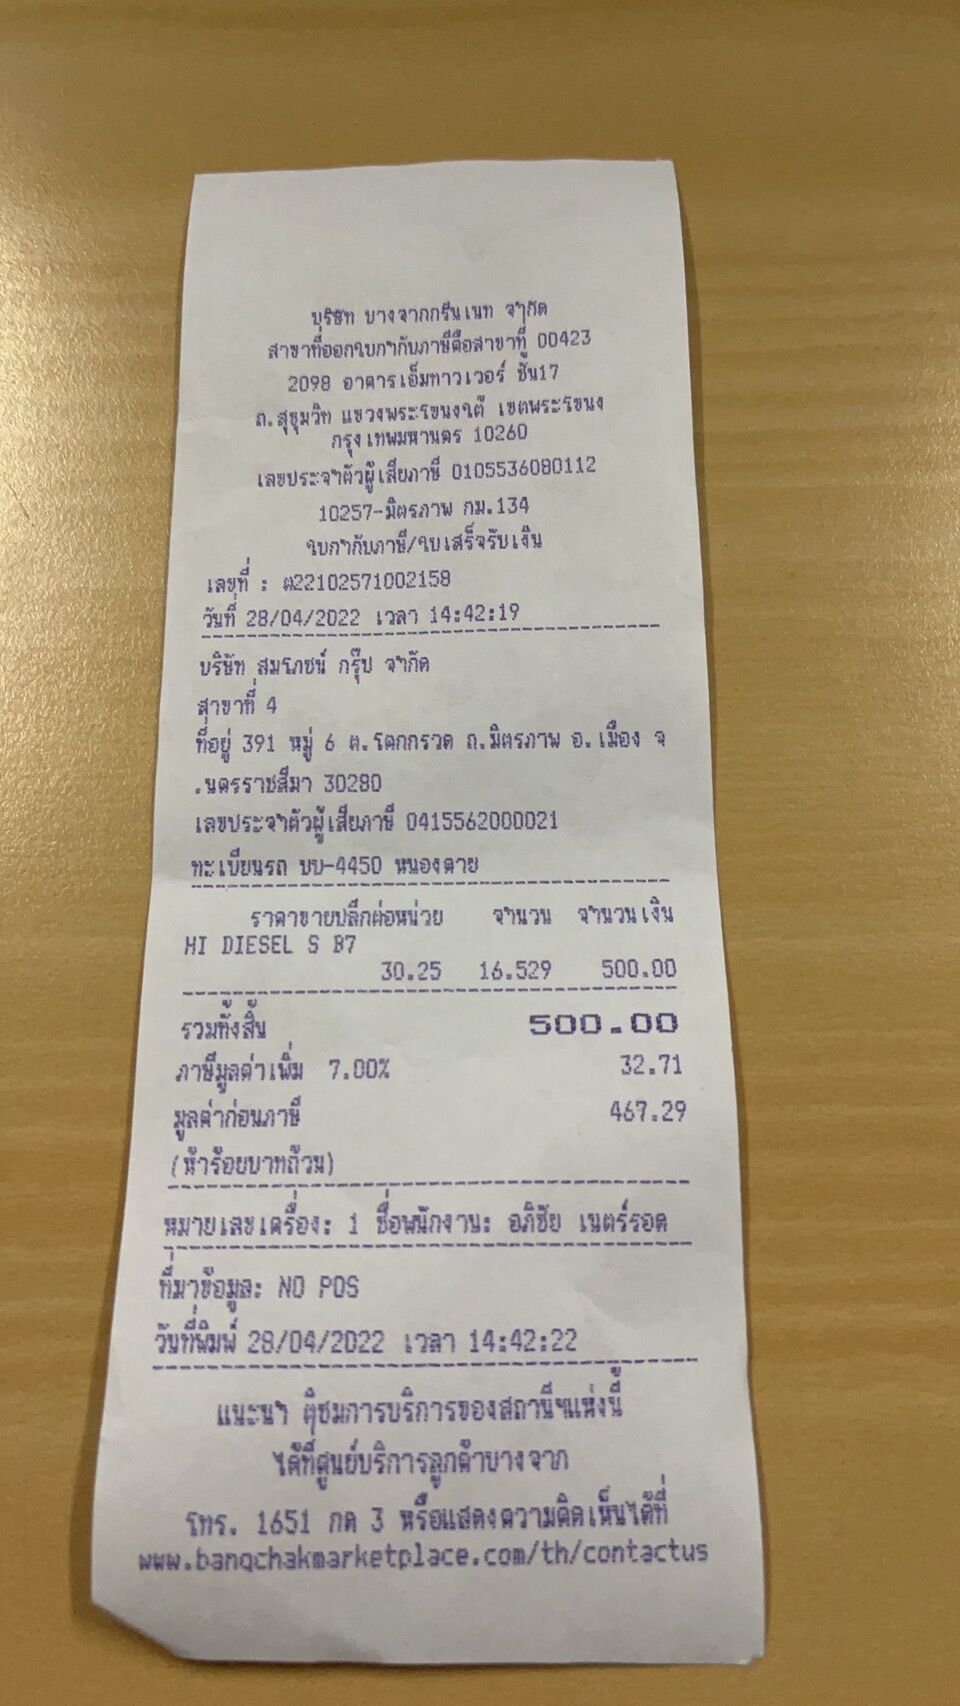 บริษัท บางจากกรีนเนท จำกัด
สาขาที่ออกใบกำกับภาษีคือสาขาที่ 00423
2098 อาคารเอ็มทาวเวอร์ ชั้น17
ถ.สุขุมวิท แขวงพระโขนงใต้ เขตพระโขนง
กรุงเทพมหานคร 10260
เลขประจำตัวผู้เสียภาษี 0105536080112
10257-มิตรภาพ กม.134
ใบกำกับภาษี/ใบเสร็จรับเงิน
เลขที่ : ต22102571002158
วันที่ 28/04/2022 เวลา 14:42:19
บริษัท สมโภชน์ กรุ๊ป จำกัด
สาขาที่ 4
ที่อยู่ 391 หมู่ 6 ต.โคกกรวด ถ.มิตรภาพ อ.เมือง จ
.นครราชสีมา 30280
เลขประจำตัวผู้เสียภาษี 0415562000021
ทะเบียนรถ บบ-4450 หนองคาย
ราคาขายปลีกต่อหน่วย จำนวน จำนวนเงิน
HI DIESEL S B7
30.25 16.529 500.00
รวมทั้งสิ้น 500.00
ภาษีมูลค่าเพิ่ม 7.00% 32.71
มูลค่าก่อนภาษี 467.29
(ห้าร้อยบาทถ้วน)
หมายเลขเครื่อง: 1 ชื่อพนักงาน: อภิชัย เนตร์รอด
ที่มาข้อมูล: NO POS
วันที่พิมพ์ 28/04/2022 เวลา 14:42:22
แนะนำ ติชมการบริการของสถานีฯแห่งนี้
ได้ที่ศูนย์บริการลูกค้าบางจาก
โทร. 1651 กด 3 หรือแสดงความคิดเห็นได้ที่
www.bangchakmarketplace.com/th/contactus